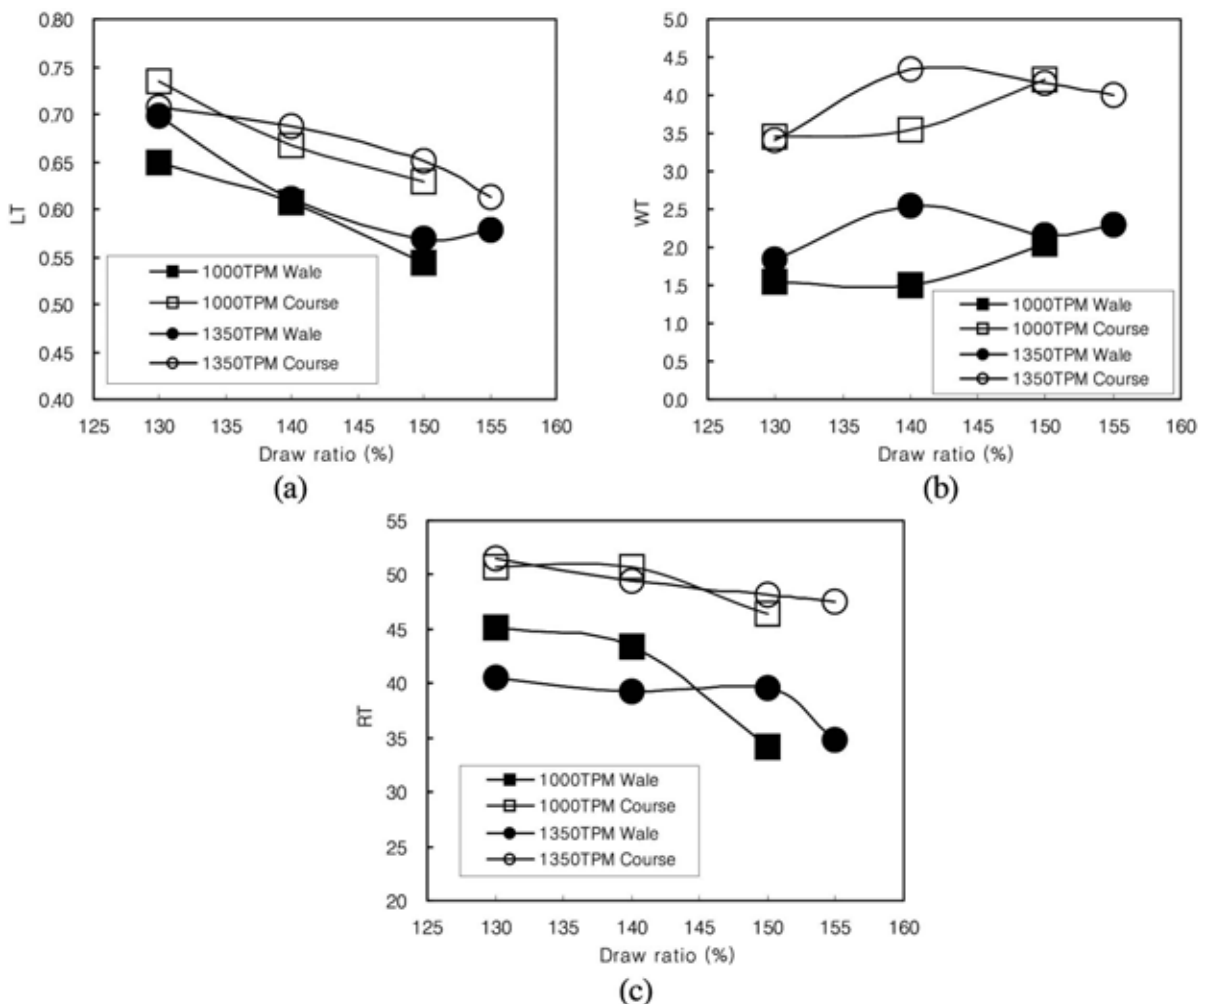 0.80
0.75
0.70
0.65
0.60
0.55
0.50
0.45
0.40
LT
1000TPM Wale
1000TPM Course
1350TPM Wale
1350TPM Course
125 130 135 140 145 150 155 160
Draw ratio (%)
(a)
5.0
4.5
4.0
3.5
3.0
2.5
2.0
1.5
1.0
0.5
0.0
WT
1000TPM Wale
1000TPM Course
1350TPM Wale
1350TPM Course
125 130 135 140 145 150 155 160
Draw ratio (%)
(b)
55
50
45
40
35
30
25
20
RT
1000TPM Wale
1000TPM Course
1350TPM Wale
1350TPM Course
125 130 135 140 145 150 155 160
Draw ratio (%)
(c)